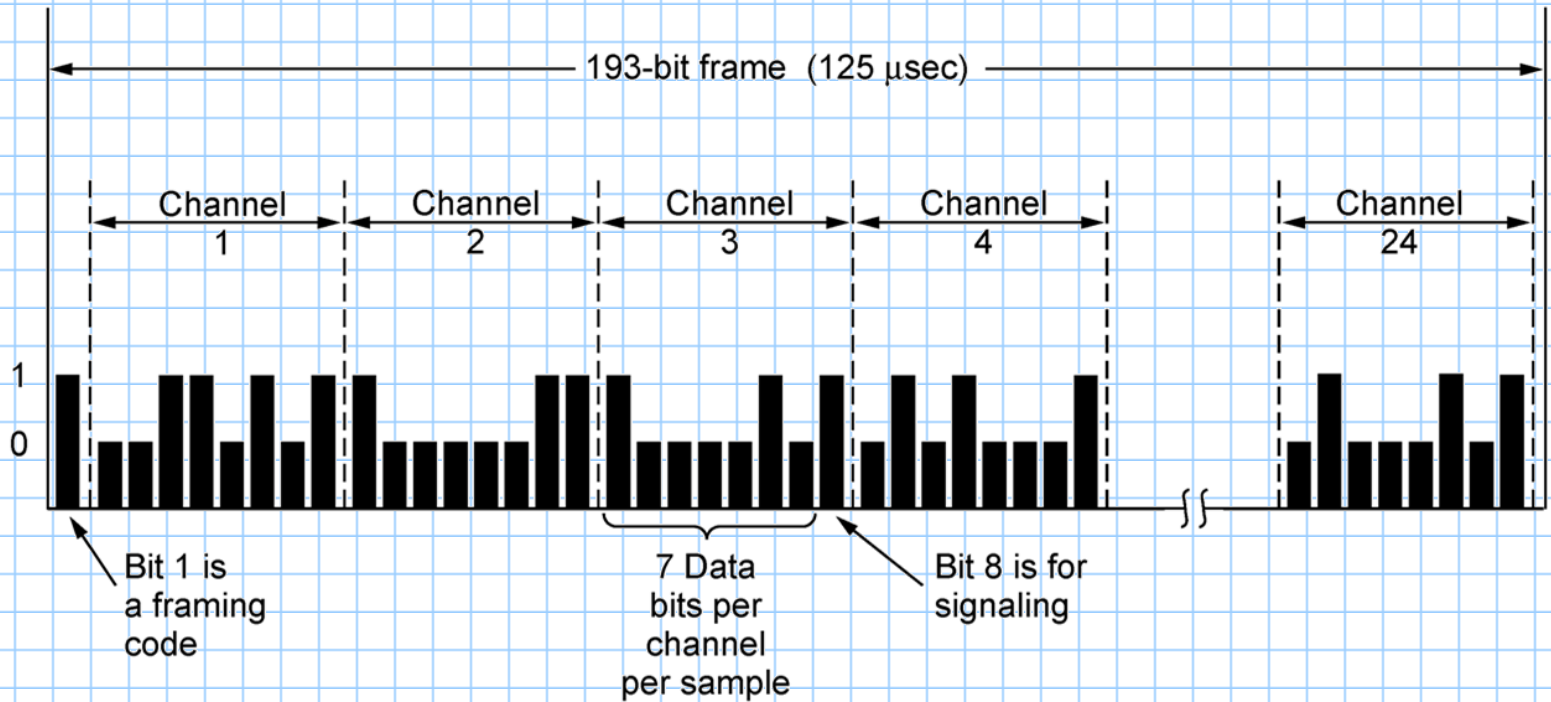 193-bit frame (125 μsec)
Channel
1
Channel
2
Channel
3
Channel
4
Channel
24
1
0
Bit 1 is
a framing
code
7 Data
bits per
channel
per sample
Bit 8 is for
signaling